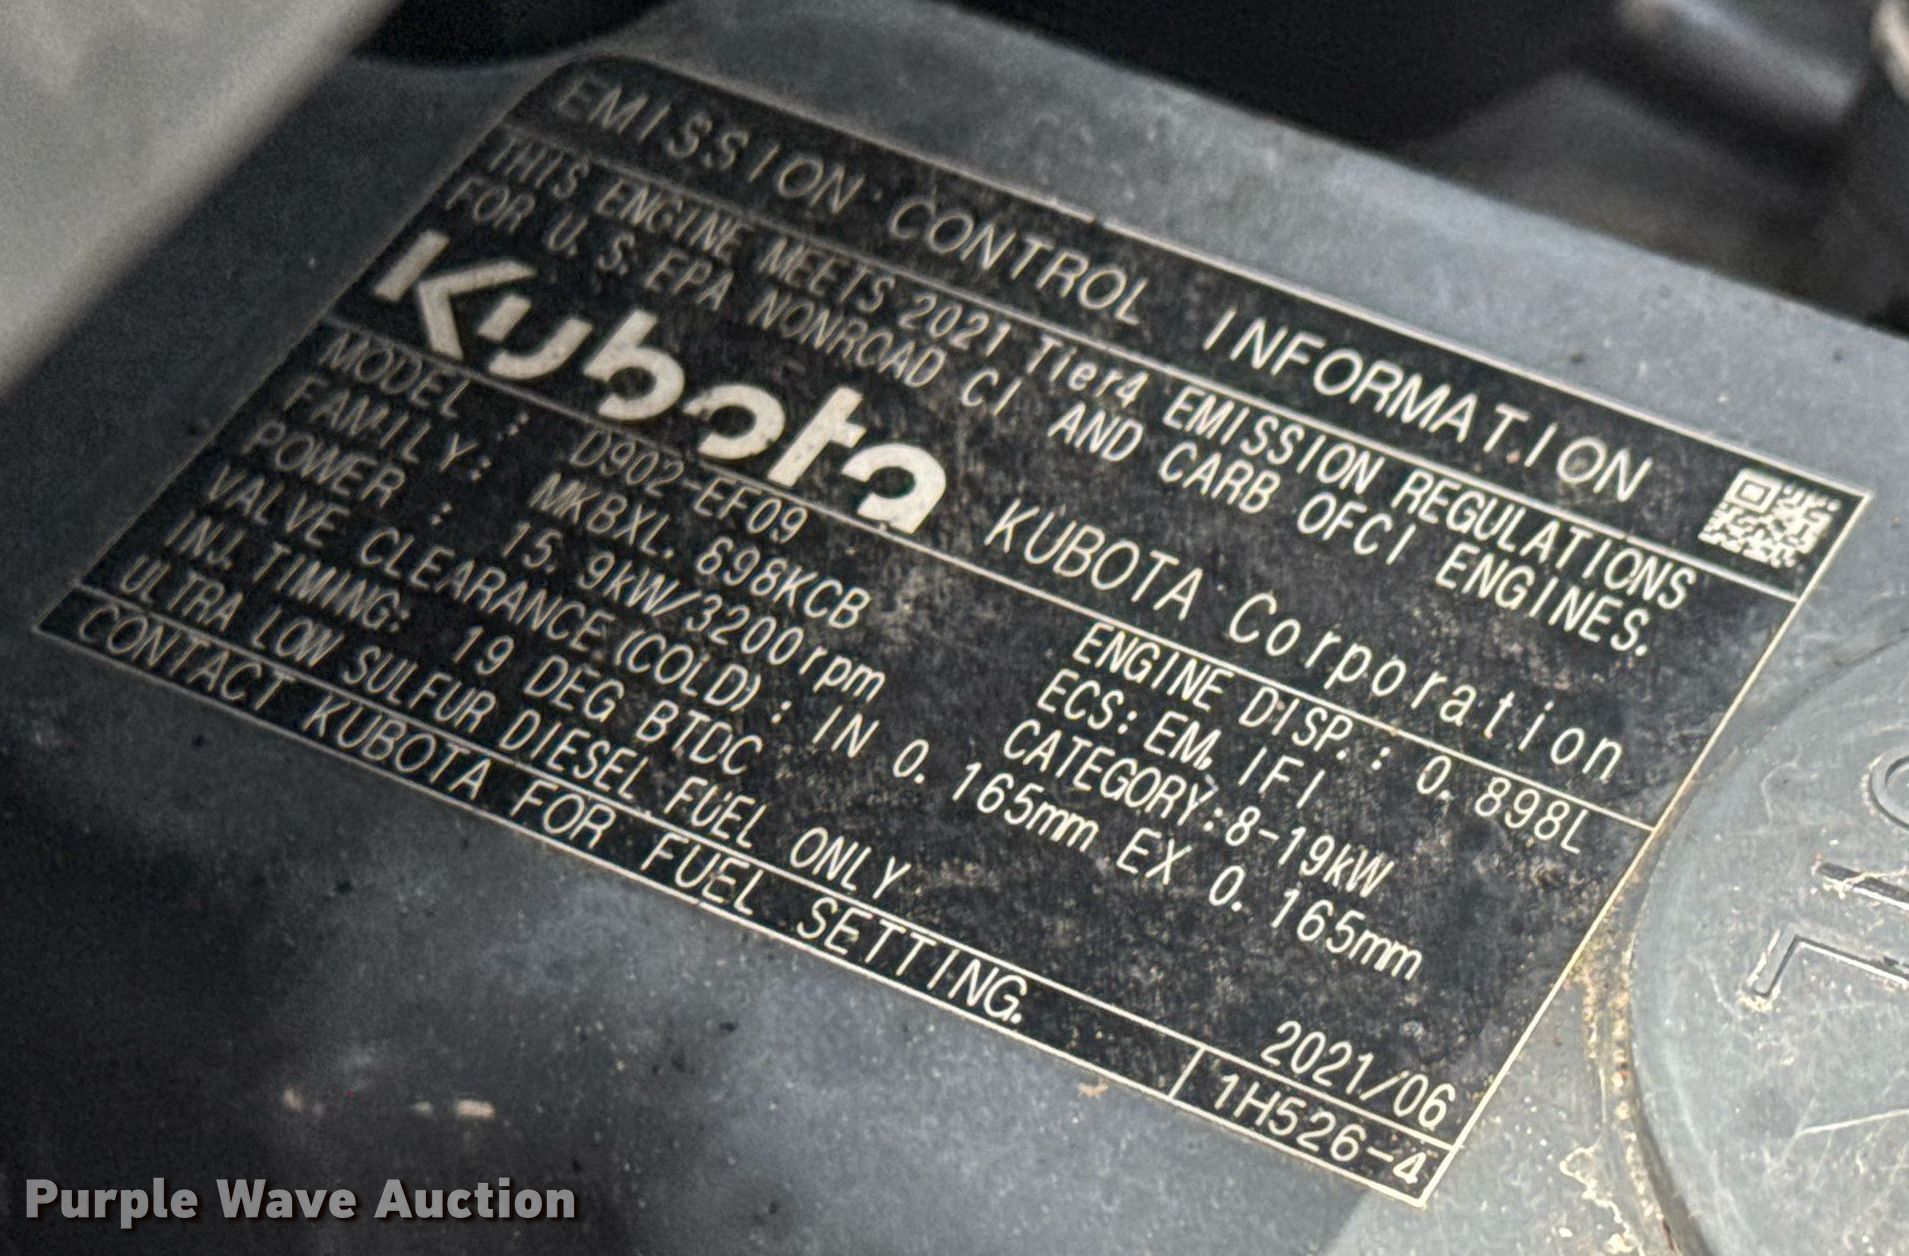 EMISSION CONTROL INFORMATION
THIS ENGINE MEETS 2021 Tier4 EMISSION REGULATIONS
FOR U.S. EPA NONROAD CI AND CARB OFCI ENGINES.
Kubota KUBOTA Corporation
MODEL : D902-EF09 ENGINE DISP.: 0.898L
FAMILY: MKBXL.898KCB ECS: EM, IFI
POWER : 15.9kW/3200rpm CATEGORY:8-19kW
VALVE CLEARANCE(COLD): IN 0.165mm EX 0.165mm
INJ.TIMING: 19 DEG BTDC
ULTRA LOW SULFUR DIESEL FUEL ONLY 2021/06
CONTACT KUBOTA FOR FUEL SETTING. 1H526-4
Purple Wave Auction